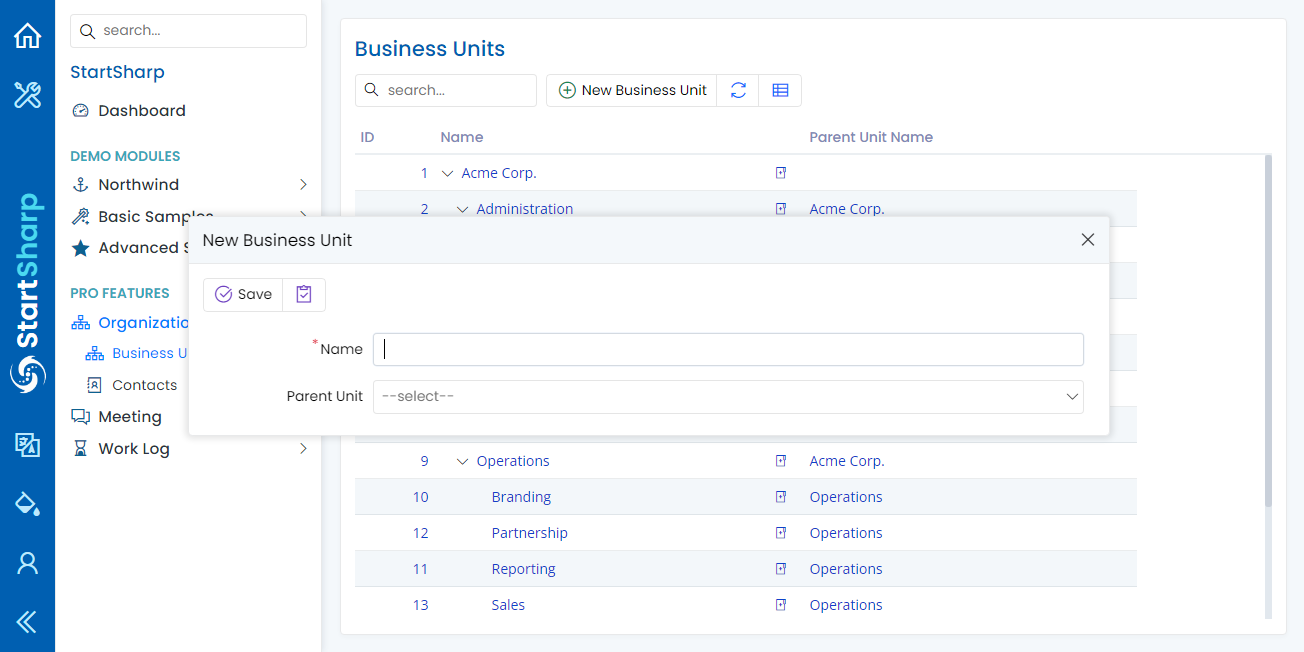 StartSharp
search...
StartSharp
Dashboard
DEMO MODULES
Northwind
Basic Samples
Advanced S
PRO FEATURES
Organizatio
Business U
Contacts
Meeting
Work Log
Business Units
search...
New Business Unit
ID Name Parent Unit Name
1 Acme Corp.
2 Administration Acme Corp.
New Business Unit
Save
*Name
Parent Unit --select--
9 Operations Acme Corp.
10 Branding Operations
12 Partnership Operations
11 Reporting Operations
13 Sales Operations